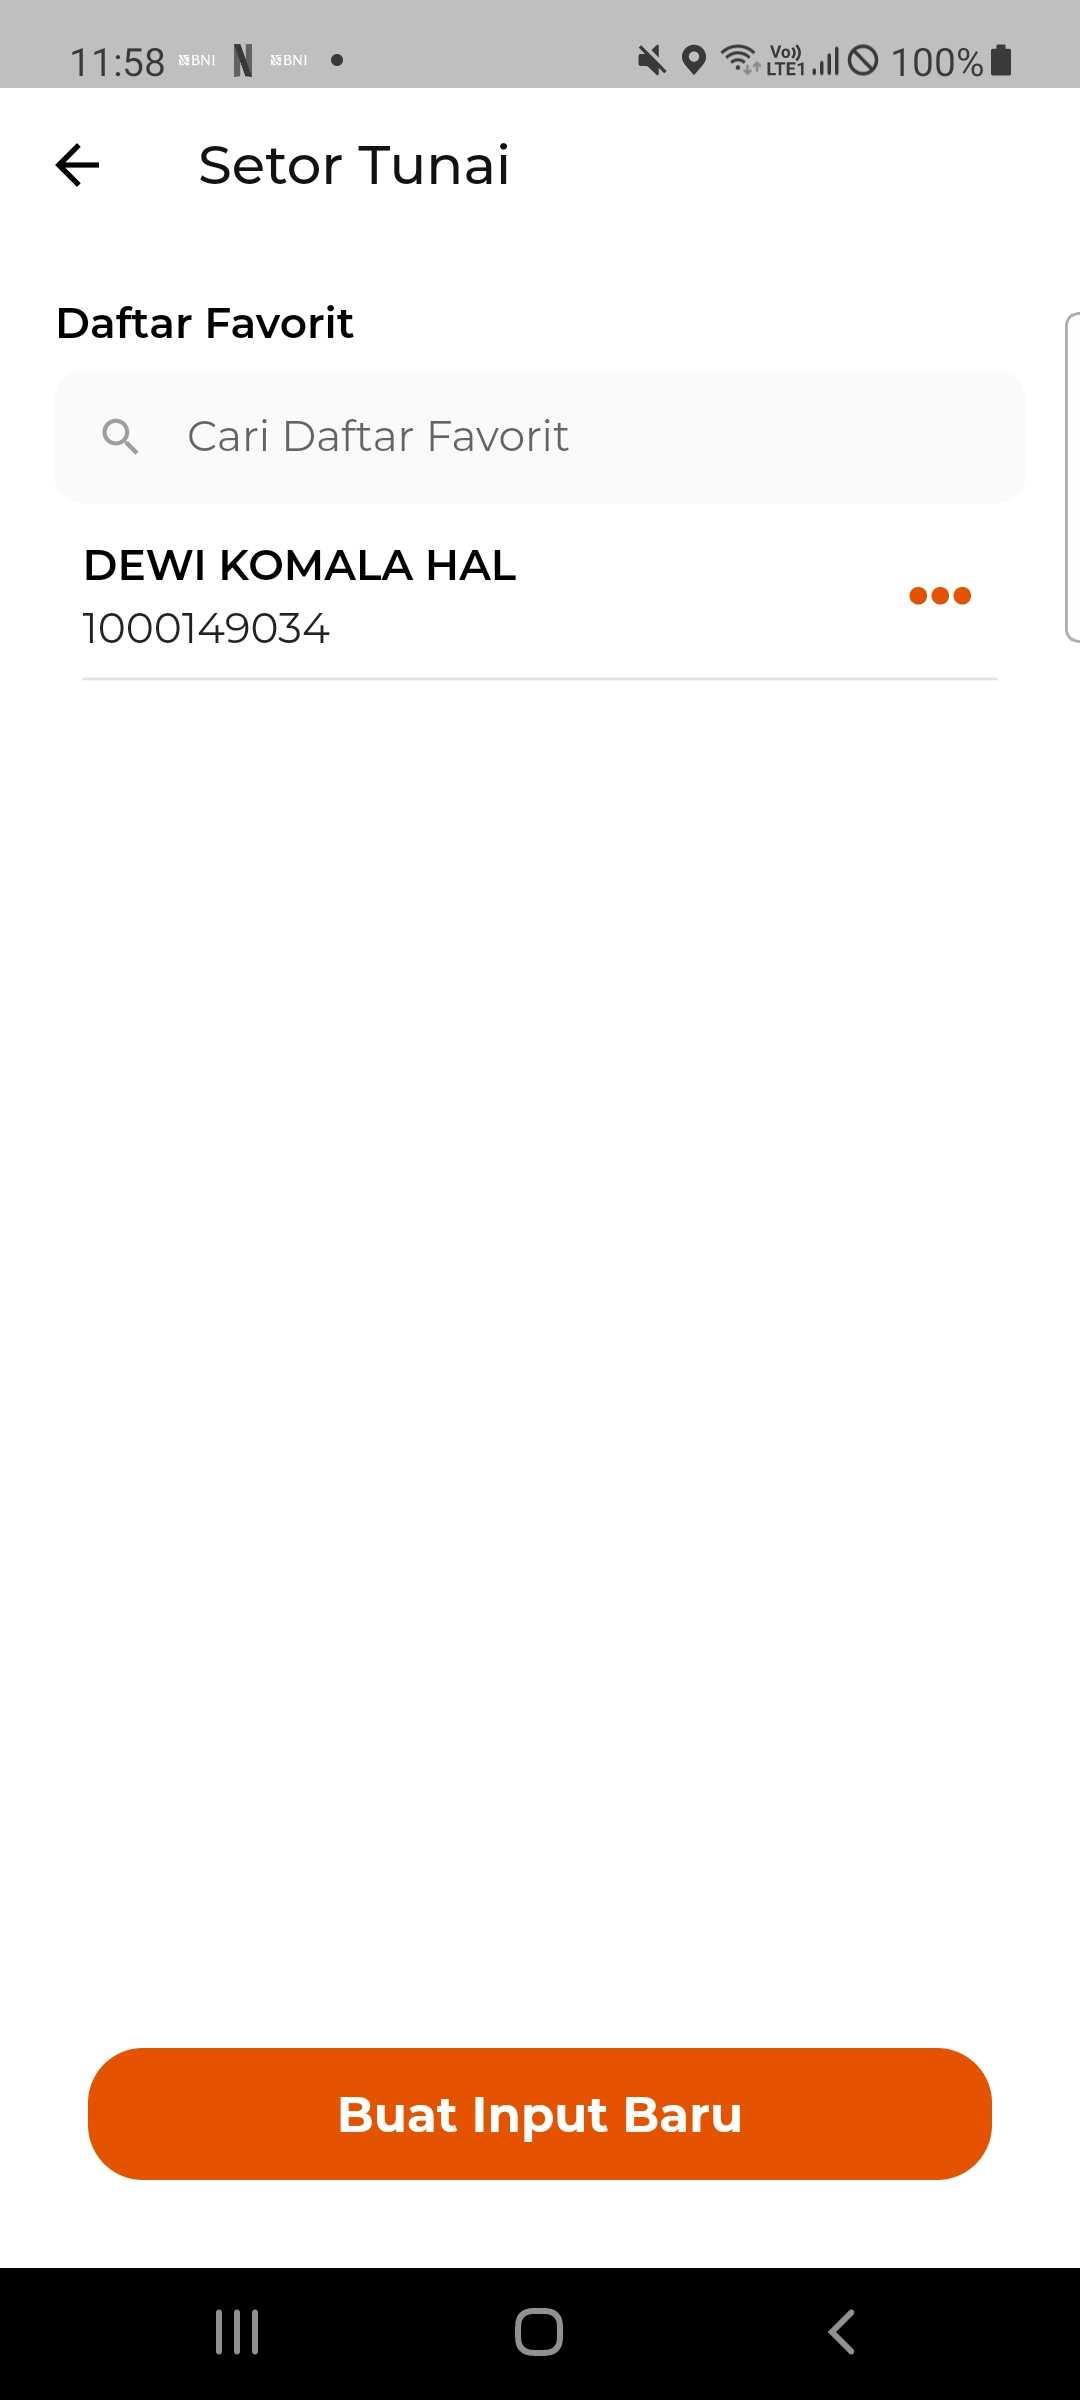 11:58 BNI N BNI Vo)) LTE1 100%
Setor Tunai
Daftar Favorit
Cari Daftar Favorit
DEWI KOMALA HAL
1000149034
Buat Input Baru